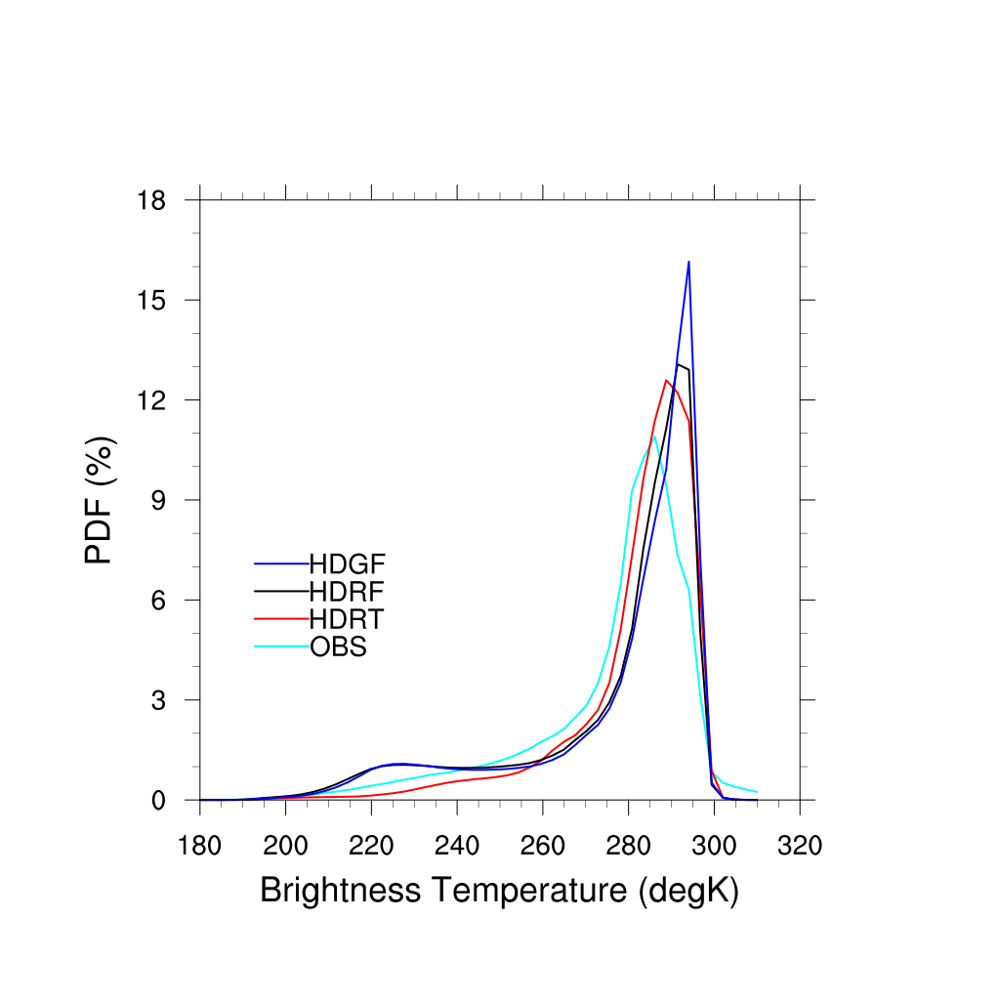 18
15
12
9
6
3
0
PDF (%)
HDGF
HDRF
HDRT
OBS
180 200 220 240 260 280 300 320
Brightness Temperature (degK)